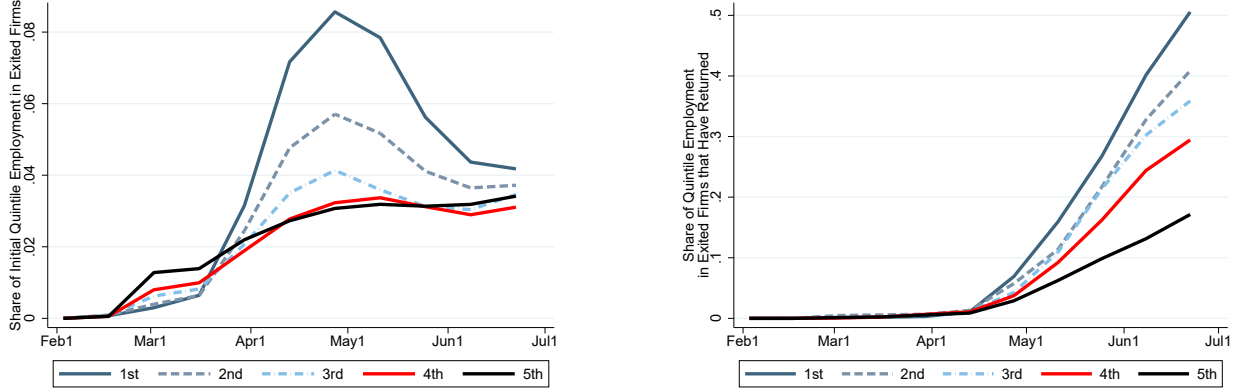 Share of Initial Quintile Employment in Exited Firms
.08
.06
.04
.02
0
Feb1 Mar1 Apr1 May1 Jun1 Jul1
1st 2nd 3rd 4th 5th
Share of Quintile Employment
in Exited Firms that Have Returned
.5
.4
.3
.2
.1
0
Feb1 Mar1 Apr1 May1 Jun1 Jul1
1st 2nd 3rd 4th 5th